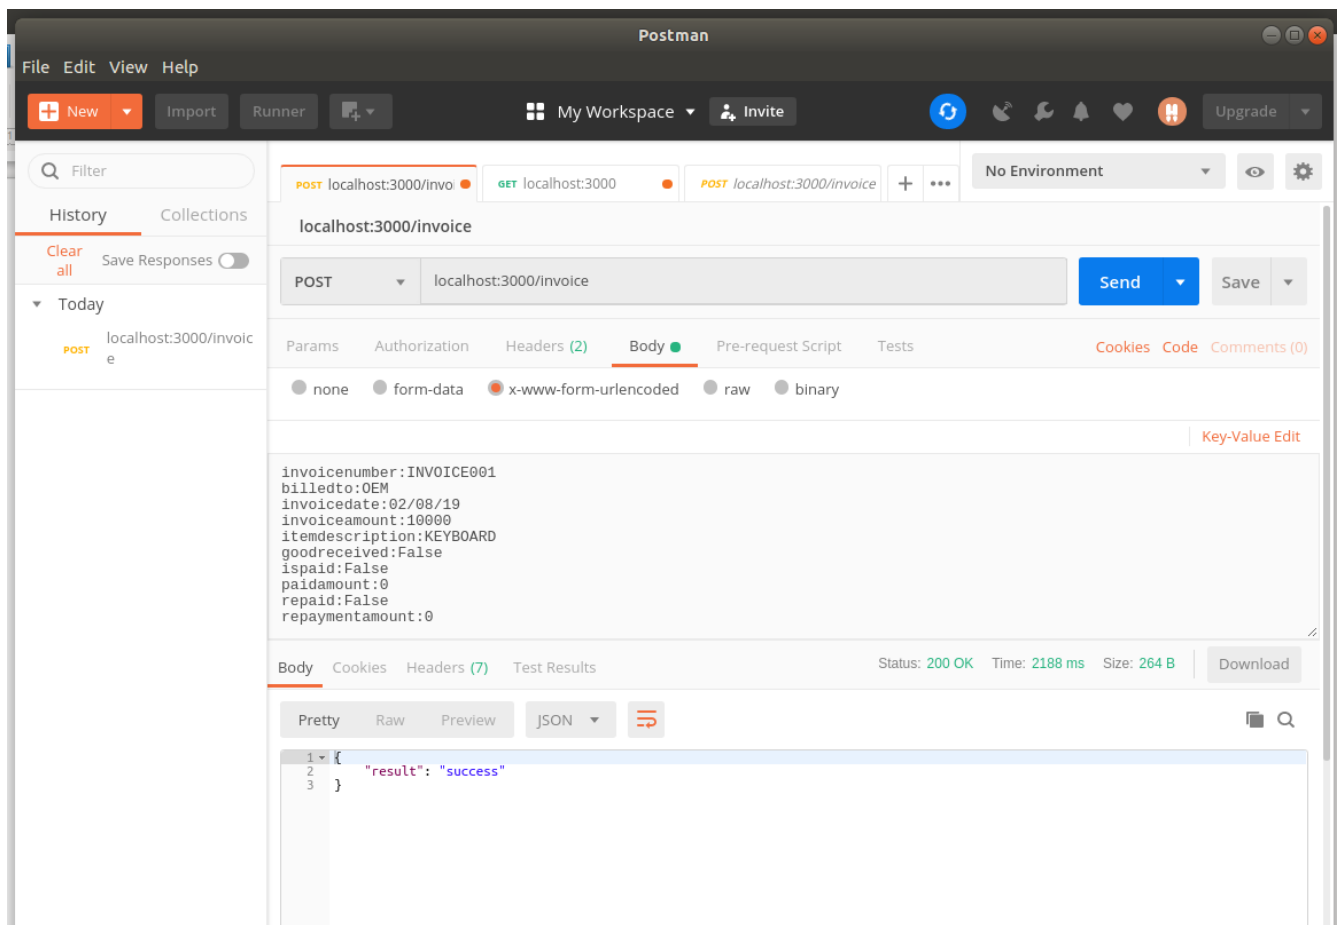 Postman
File Edit View Help
New Import Runner My Workspace Invite Upgrade
Filter
History Collections
Clear all Save Responses
Today
POST localhost:3000/invoic
e
POST localhost:3000/invo GET localhost:3000 POST localhost:3000/invoice + ••• No Environment
localhost:3000/invoice
POST localhost:3000/invoice Send Save
Params Authorization Headers (2) Body Pre-request Script Tests Cookies Code Comments (0)
none form-data x-www-form-urlencoded raw binary
Key-Value Edit
invoicenumber:INVOICE001
billedto:OEM
invoicedate:02/08/19
invoiceamount:10000
itemdescription:KEYBOARD
goodreceived:False
ispaid:False
paidamount:0
repaid:False
repaymentamount:0
Body Cookies Headers (7) Test Results Status: 200 OK Time: 2188 ms Size: 264 B Download
Pretty Raw Preview JSON
1 {
2 "result": "success"
3 }